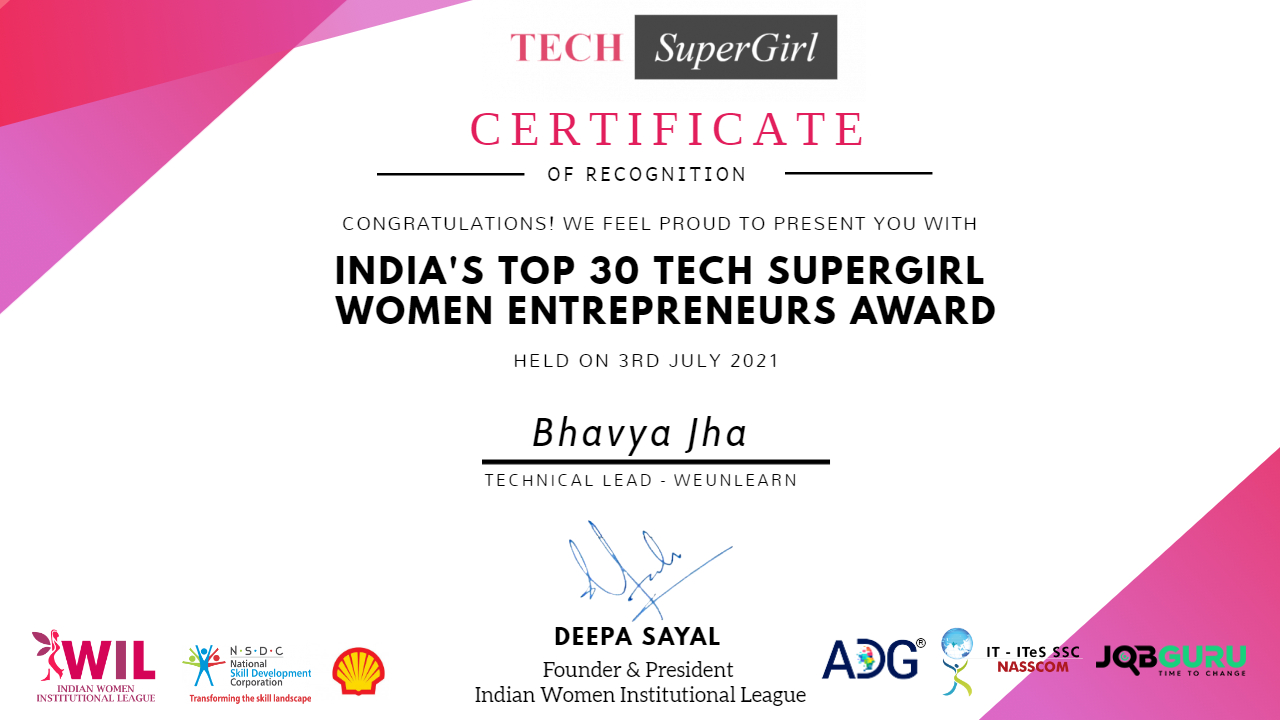 TECH SuperGirl
CERTIFICATE
OF RECOGNITION
CONGRATULATIONS! WE FEEL PROUD TO PRESENT YOU WITH
INDIA'S TOP 30 TECH SUPERGIRL
WOMEN ENTREPRENEURS AWARD
HELD ON 3RD JULY 2021
Bhavya Jha
TECHNICAL LEAD - WEUNLEARN
DEEPA SAYAL
Founder & President
Indian Women Institutional League
WIL
INDIAN WOMEN
INSTITUTIONAL LEAGUE
N·S·D·C
National
Skill Development
Corporation
Transforming the skill landscape
ADG®
IT - ITeS SSC
NASSCOM
JQBGURU
TIME TO CHANGE